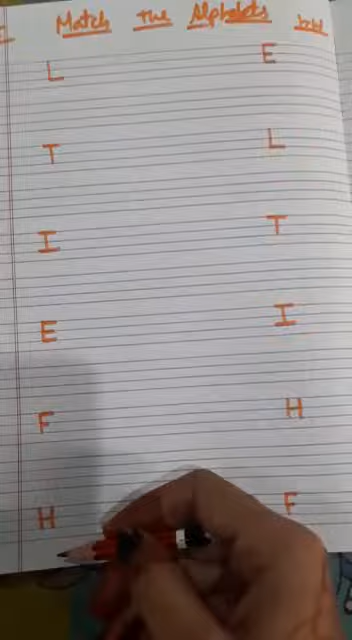 Match The Alphabets
L E
T L
I T
E I
F H
H F